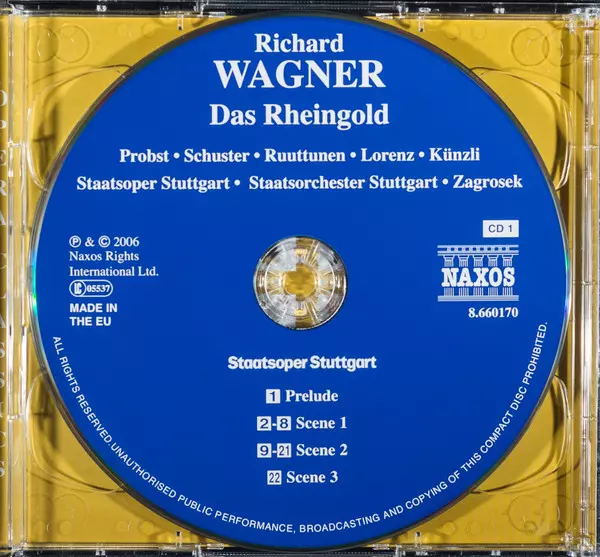 Richard
WAGNER
Das Rheingold
Probst • Schuster • Ruuttunen • Lorenz • Künzli
Staatsoper Stuttgart • Staatsorchester Stuttgart • Zagrosek
℗ & © 2006
Naxos Rights
International Ltd.
LC 05537
MADE IN
THE EU
CD 1
NAXOS
8.660170
Staatsoper Stuttgart
1 Prelude
2-8 Scene 1
9-21 Scene 2
22 Scene 3
ALL RIGHTS RESERVED. UNAUTHORISED PUBLIC PERFORMANCE, BROADCASTING AND COPYING OF THIS COMPACT DISC PROHIBITED.